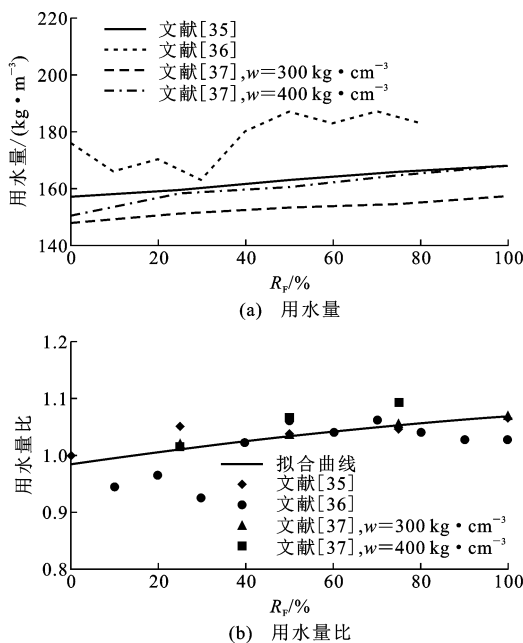 文献[35]
文献[36]
文献[37],w=300 kg·cm⁻³
文献[37],w=400 kg·cm⁻³
用水量/(kg·m⁻³)
220
200
180
160
140
0 20 40 60 80 100
R_F/%
(a) 用水量
用水量比
1.2
1.1
1.0
0.9
0.8
拟合曲线
文献[35]
文献[36]
文献[37],w=300 kg·cm⁻³
文献[37],w=400 kg·cm⁻³
0 20 40 60 80 100
R_F/%
(b) 用水量比